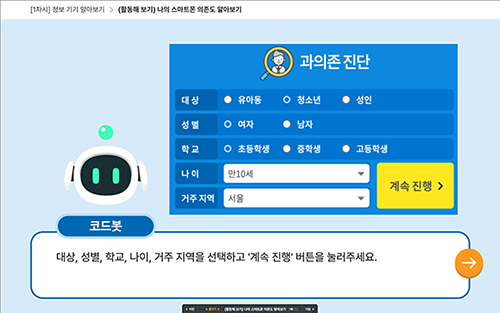 [1차시] 정보 기기 알아보기 > (활동해 보기) 나의 스마트폰 의존도 알아보기
과의존 진단
대상 유아동 청소년 성인
성별 여자 남자
학교 초등학생 중학생 고등학생
나이 만10세
거주 지역 서울
계속 진행 >
코드봇
대상, 성별, 학교, 나이, 거주 지역을 선택하고 '계속 진행' 버튼을 눌러주세요.
(활동해 보기) 나의 스마트폰 의존도 알아보기